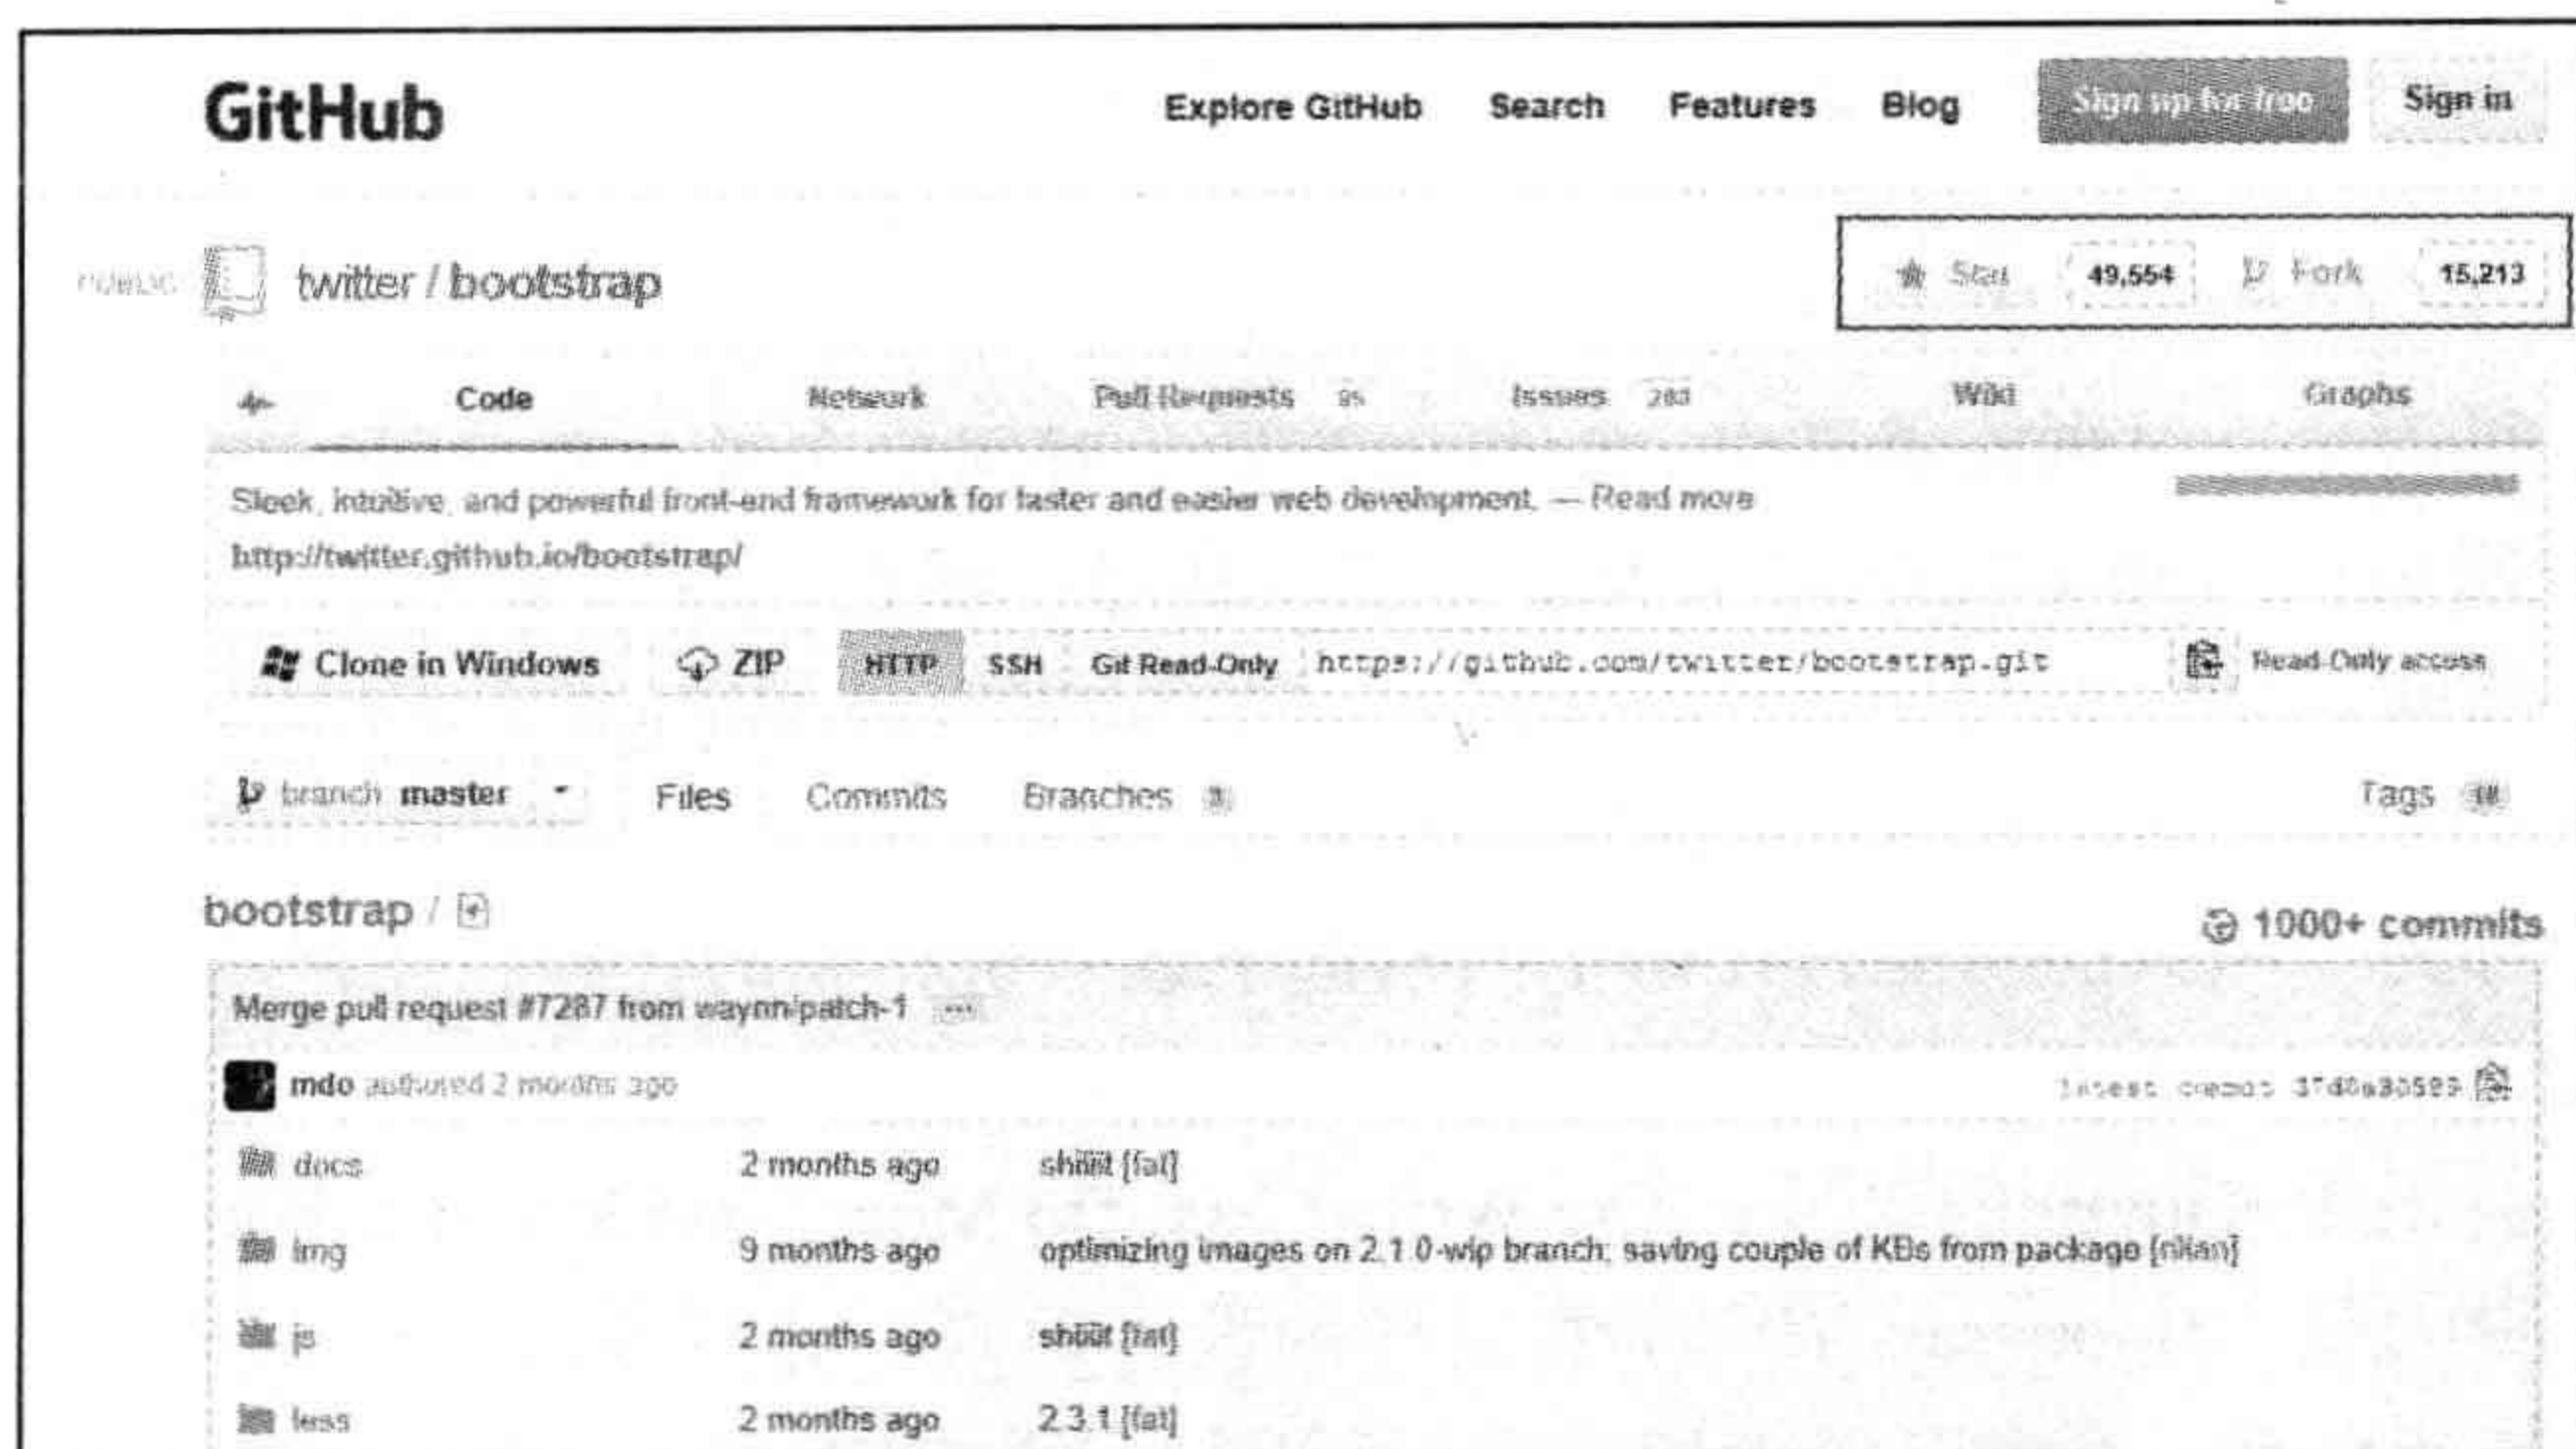 GitHub Explore GitHub Search Features Blog Sign up for free Sign in
twitter / bootstrap Star 49,554 Fork 15,213
Code Network Pull Requests Issues Wiki Graphs
Sleek, intuitive, and powerful front-end framework for faster and easier web development. — Read more
http://twitter.github.io/bootstrap/
Clone in Windows ZIP HTTP SSH Git Read-Only https://github.com/twitter/bootstrap.git Read-Only access
branch master Files Commits Branches Tags
bootstrap / 1000+ commits
Merge pull request #7287 from waynn/patch-1 ...
mdo authored 2 months ago latest commit
docs 2 months ago shout [fat]
img 9 months ago optimizing images on 2.1.0-wip branch: saving couple of KBs from package
js 2 months ago shout [fat]
less 2 months ago 2.3.1 [fat]